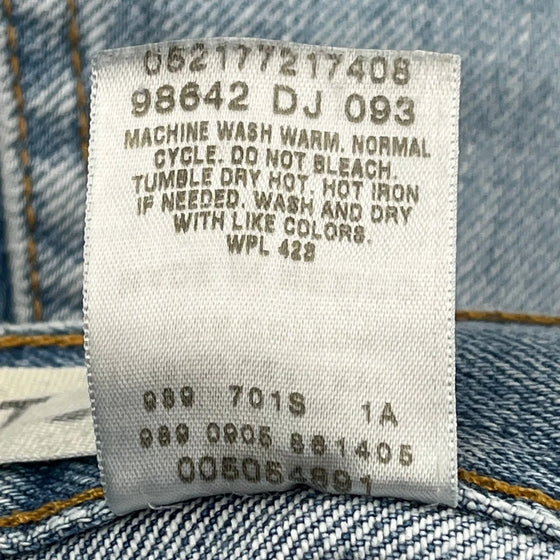 052177217408
98642 DJ 093
MACHINE WASH WARM. NORMAL
CYCLE. DO NOT BLEACH.
TUMBLE DRY HOT. HOT IRON
IF NEEDED. WASH AND DRY
WITH LIKE COLORS.
WPL 423
989 701S 1A
989 0905 881405
005054891